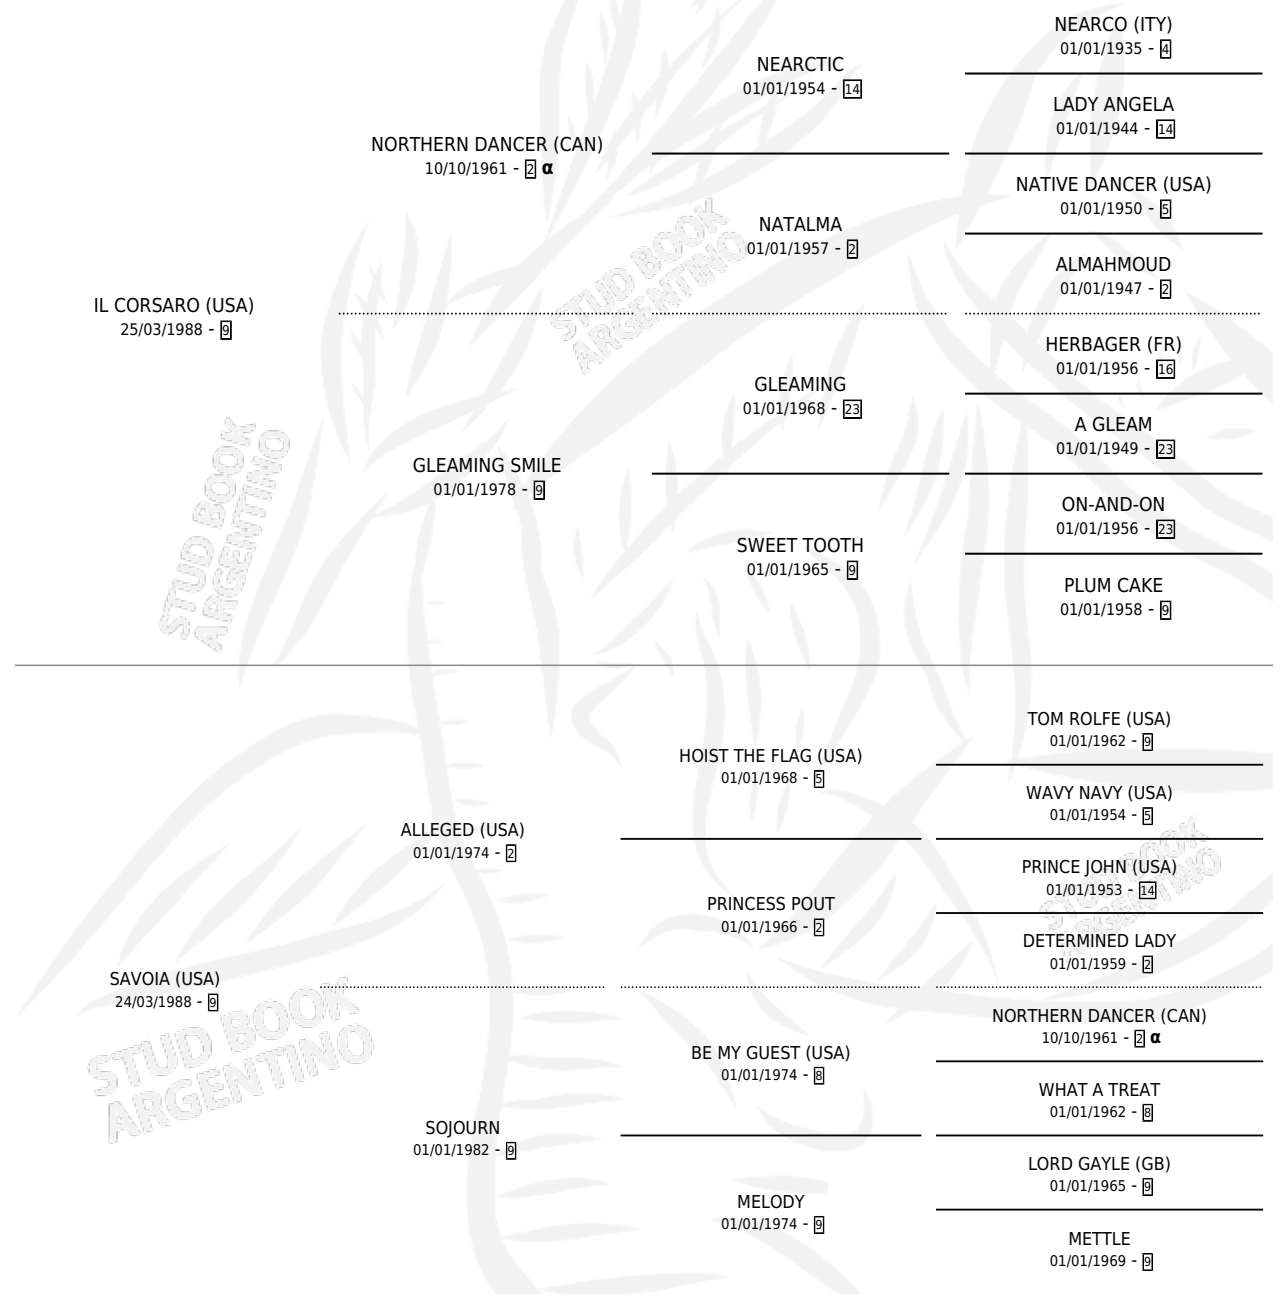 NEARCO (ITY)
01/01/1935 - 4
NEARCTIC
01/01/1954 - 14
LADY ANGELA
01/01/1944 - 14
NORTHERN DANCER (CAN)
10/10/1961 - 2 α
NATIVE DANCER (USA)
01/01/1950 - 5
NATALMA
01/01/1957 - 2
ALMAHMOUD
01/01/1947 - 2
IL CORSARO (USA)
25/03/1988 - 9
HERBAGER (FR)
01/01/1956 - 16
GLEAMING
01/01/1968 - 23
A GLEAM
01/01/1949 - 23
GLEAMING SMILE
01/01/1978 - 9
ON-AND-ON
01/01/1956 - 23
SWEET TOOTH
01/01/1965 - 9
PLUM CAKE
01/01/1958 - 9
STUD BOOK
ARGENTINO
STUD BOOK
ARGENTINO
TOM ROLFE (USA)
01/01/1962 - 9
HOIST THE FLAG (USA)
01/01/1968 - 5
WAVY NAVY (USA)
01/01/1954 - 5
ALLEGED (USA)
01/01/1974 - 2
PRINCE JOHN (USA)
01/01/1953 - 14
PRINCESS POUT
01/01/1966 - 2
DETERMINED LADY
01/01/1959 - 2
SAVOIA (USA)
24/03/1988 - 9
NORTHERN DANCER (CAN)
10/10/1961 - 2 α
BE MY GUEST (USA)
01/01/1974 - 8
WHAT A TREAT
01/01/1962 - 8
SOJOURN
01/01/1982 - 9
LORD GAYLE (GB)
01/01/1965 - 9
MELODY
01/01/1974 - 9
METTLE
01/01/1969 - 9
STUD BOOK
ARGENTINO
STUD BOOK
ARGENTINO